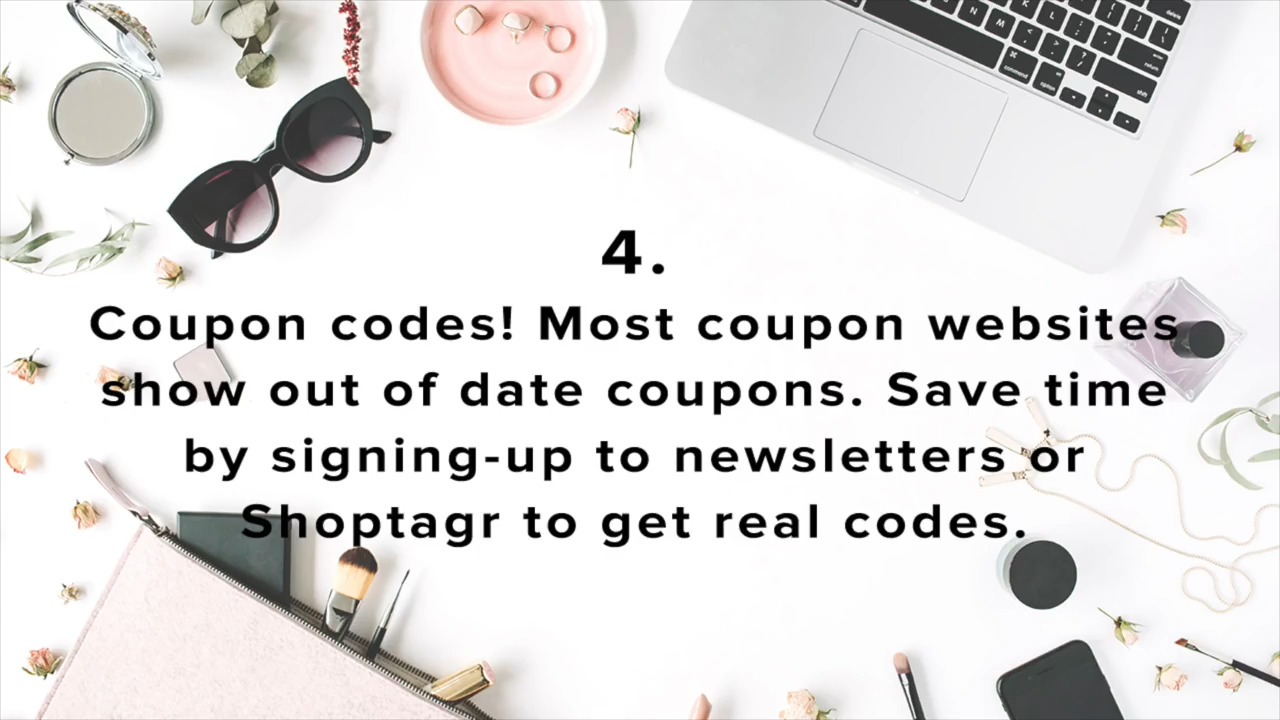 4.
Coupon codes! Most coupon websites
show out of date coupons. Save time
by signing-up to newsletters or
Shoptagr to get real codes.